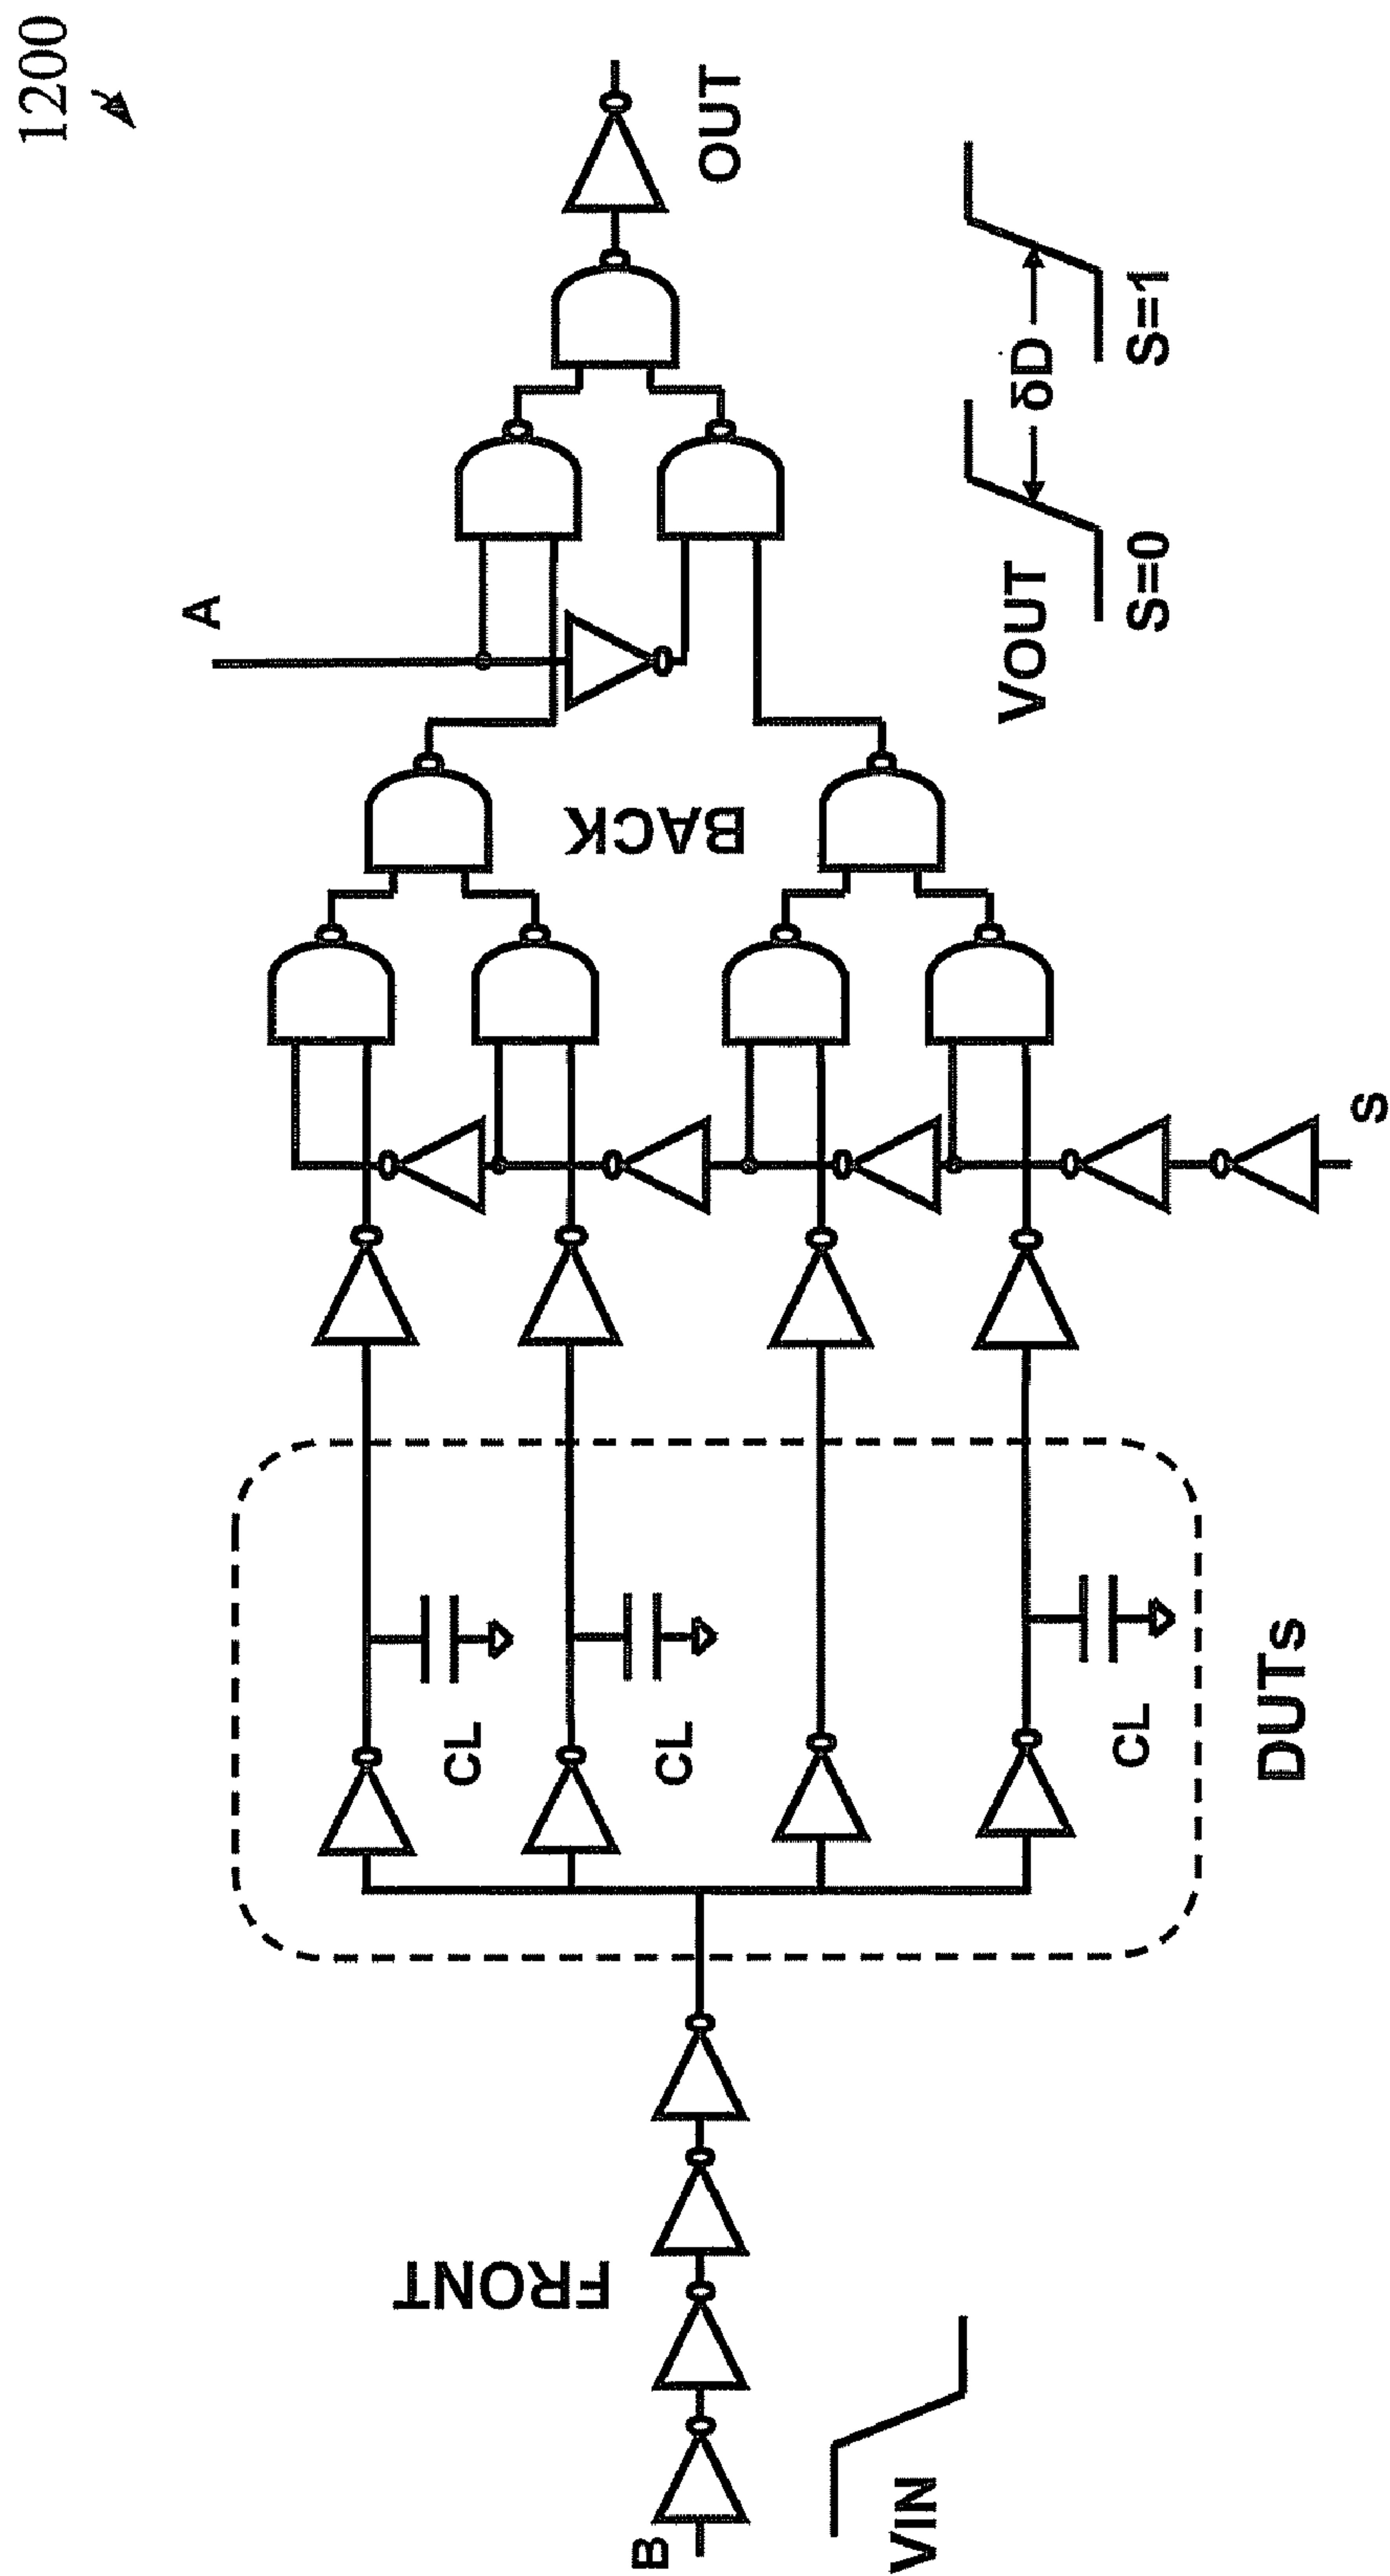 1200
A
OUT
BACK
FRONT
B
CL
CL
CL
VIN
VOUT
δD
S=0
S=1
DUTs
S